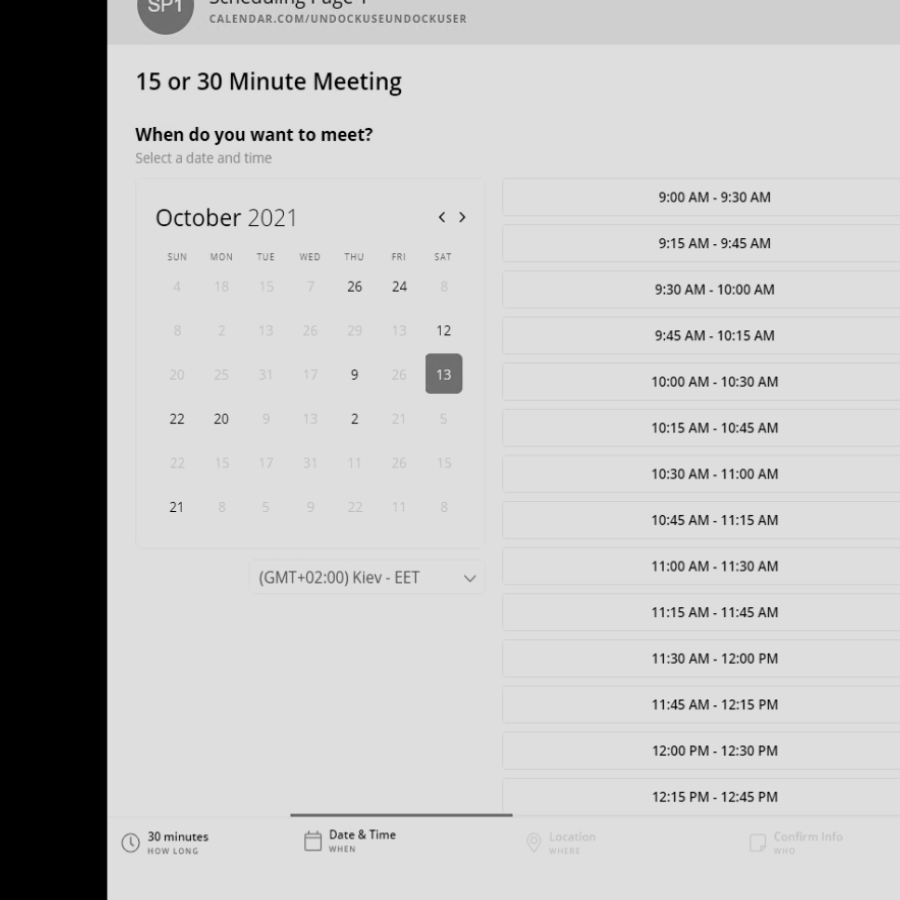 SP1
Scheduling Page 1
CALENDAR.COM/UNDOCKUSEUNDOCKUSER
15 or 30 Minute Meeting
When do you want to meet?
Select a date and time
October 2021
SUN MON TUE WED THU FRI SAT
4 18 15 7 26 24 8
8 2 13 26 29 13 12
20 25 31 17 9 26 13
22 20 9 13 2 21 5
22 15 17 31 11 26 15
21 8 5 9 22 11 8
(GMT+02:00) Kiev - EET
9:00 AM - 9:30 AM
9:15 AM - 9:45 AM
9:30 AM - 10:00 AM
9:45 AM - 10:15 AM
10:00 AM - 10:30 AM
10:15 AM - 10:45 AM
10:30 AM - 11:00 AM
10:45 AM - 11:15 AM
11:00 AM - 11:30 AM
11:15 AM - 11:45 AM
11:30 AM - 12:00 PM
11:45 AM - 12:15 PM
12:00 PM - 12:30 PM
12:15 PM - 12:45 PM
30 minutes
HOW LONG
Date & Time
WHEN
Location
WHERE
Confirm Info
WHO